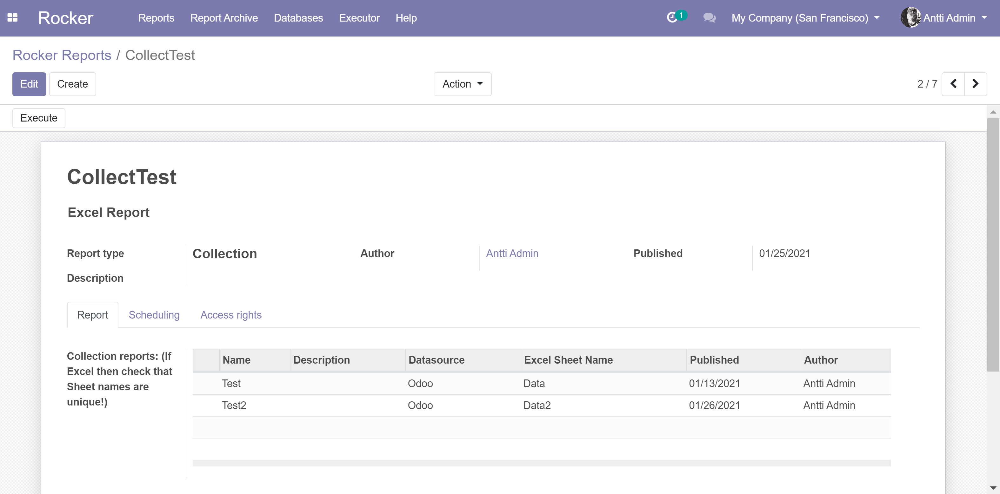 Rocker Reports Report Archive Databases Executor Help 1 My Company (San Francisco) Antti Admin
Rocker Reports / CollectTest
Edit Create Action 2 / 7
Execute
CollectTest
Excel Report
Report type Collection Author Antti Admin Published 01/25/2021
Description
Report Scheduling Access rights
Collection reports: (If
Excel then check that
Sheet names are
unique!)
Name Description Datasource Excel Sheet Name Published Author
Test Odoo Data 01/13/2021 Antti Admin
Test2 Odoo Data2 01/26/2021 Antti Admin